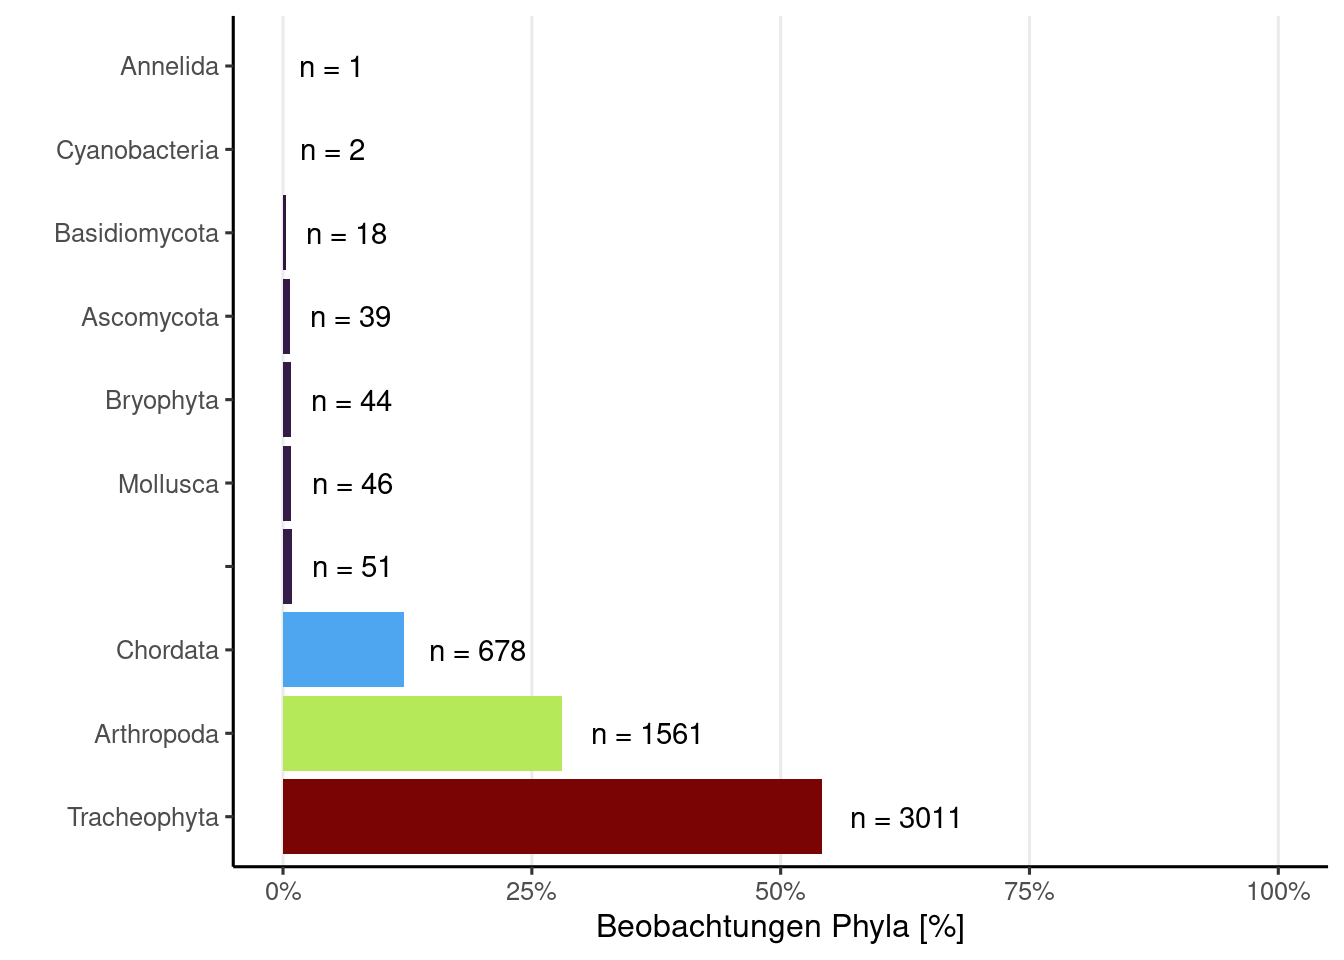 Annelida n = 1
Cyanobacteria n = 2
Basidiomycota n = 18
Ascomycota n = 39
Bryophyta n = 44
Mollusca n = 46
n = 51
Chordata n = 678
Arthropoda n = 1561
Tracheophyta n = 3011
0% 25% 50% 75% 100%
Beobachtungen Phyla [%]